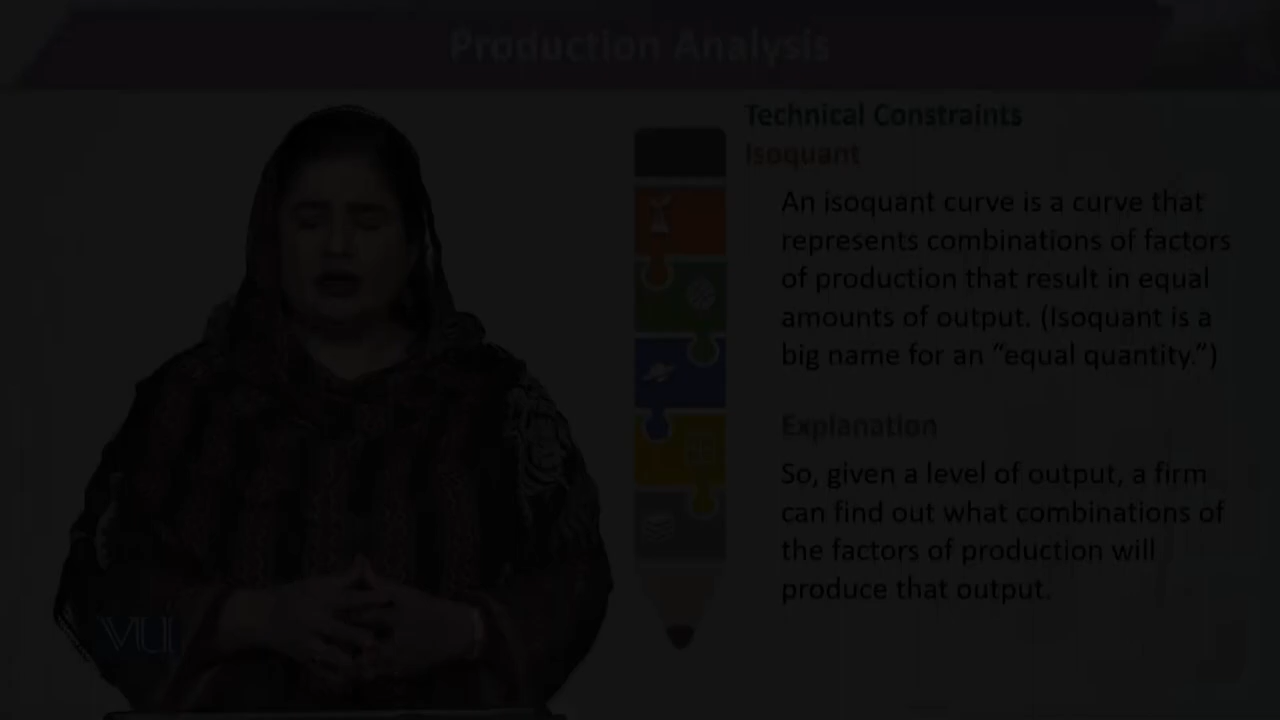 Production Analysis
Technical Constraints
Isoquant
An isoquant curve is a curve that
represents combinations of factors
of production that result in equal
amounts of output. (Isoquant is a
big name for an “equal quantity.”)
Explanation
So, given a level of output, a firm
can find out what combinations of
the factors of production will
produce that output.
VU